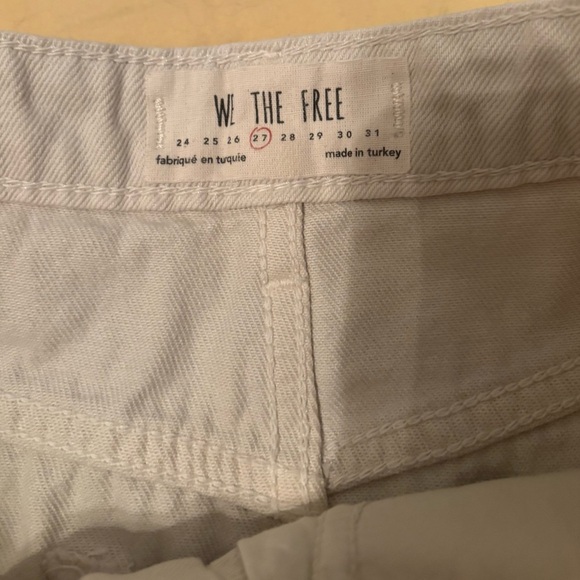 WE THE FREE
24 25 26 27 28 29 30 31
fabriqué en tuquie made in turkey